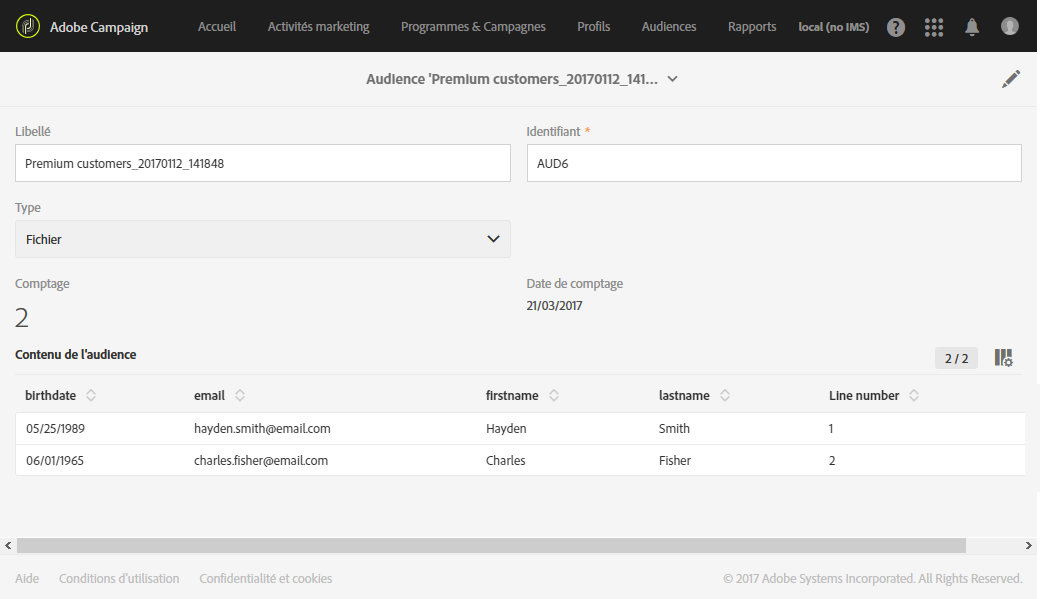 Adobe Campaign Accueil Activités marketing Programmes & Campagnes Profils Audiences Rapports local (no IMS) ?
Audience 'Premium customers_20170112_141...
Libellé Identifiant *
Premium customers_20170112_141848 AUD6
Type
Fichier
Comptage Date de comptage
2 21/03/2017
Contenu de l'audience 2 / 2
birthdate email firstname lastname Line number
05/25/1989 hayden.smith@email.com Hayden Smith 1
06/01/1965 charles.fisher@email.com Charles Fisher 2
Aide Conditions d'utilisation Confidentialité et cookies © 2017 Adobe Systems Incorporated. All Rights Reserved.